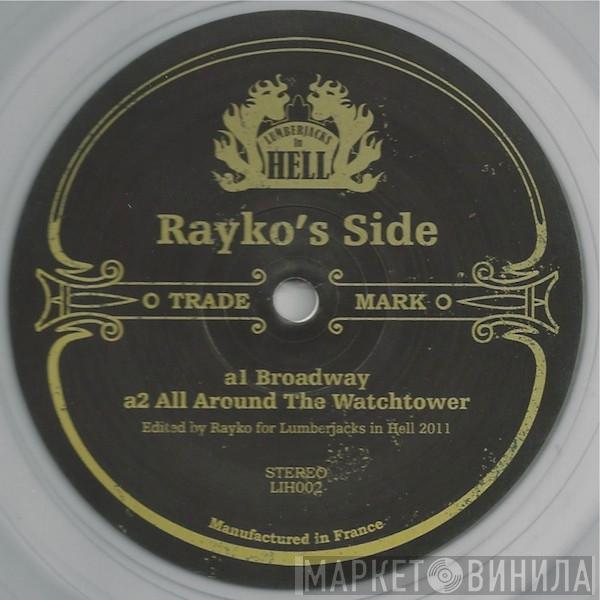 LUMBERJACKS
in
HELL
Rayko's Side
TRADE MARK
a1 Broadway
a2 All Around The Watchtower
Edited by Rayko for Lumberjacks in Hell 2011
STEREO
LIH002
Manufactured in France
МАРКЕТ ВИНИЛА